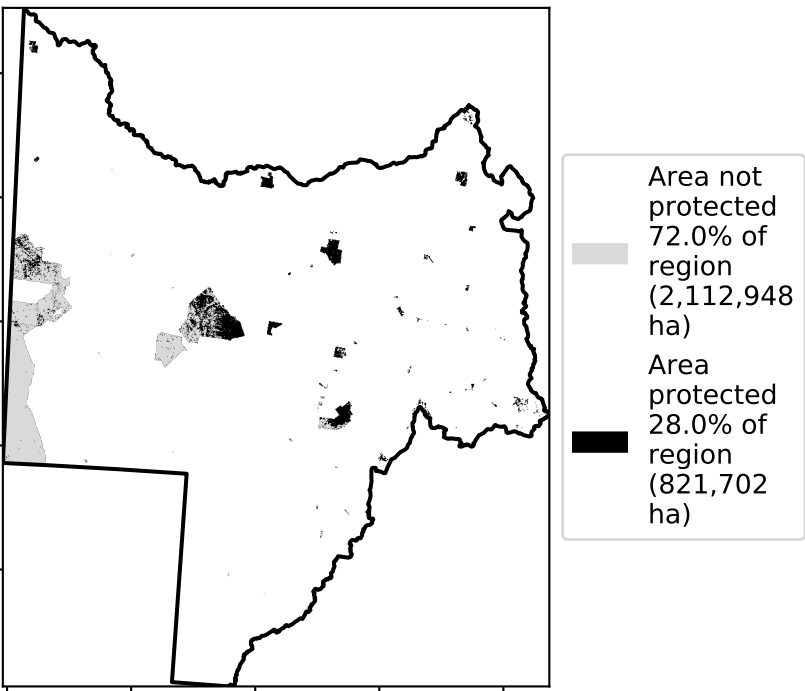 Area not
protected
72.0% of
region
(2,112,948
ha)
Area
protected
28.0% of
region
(821,702
ha)